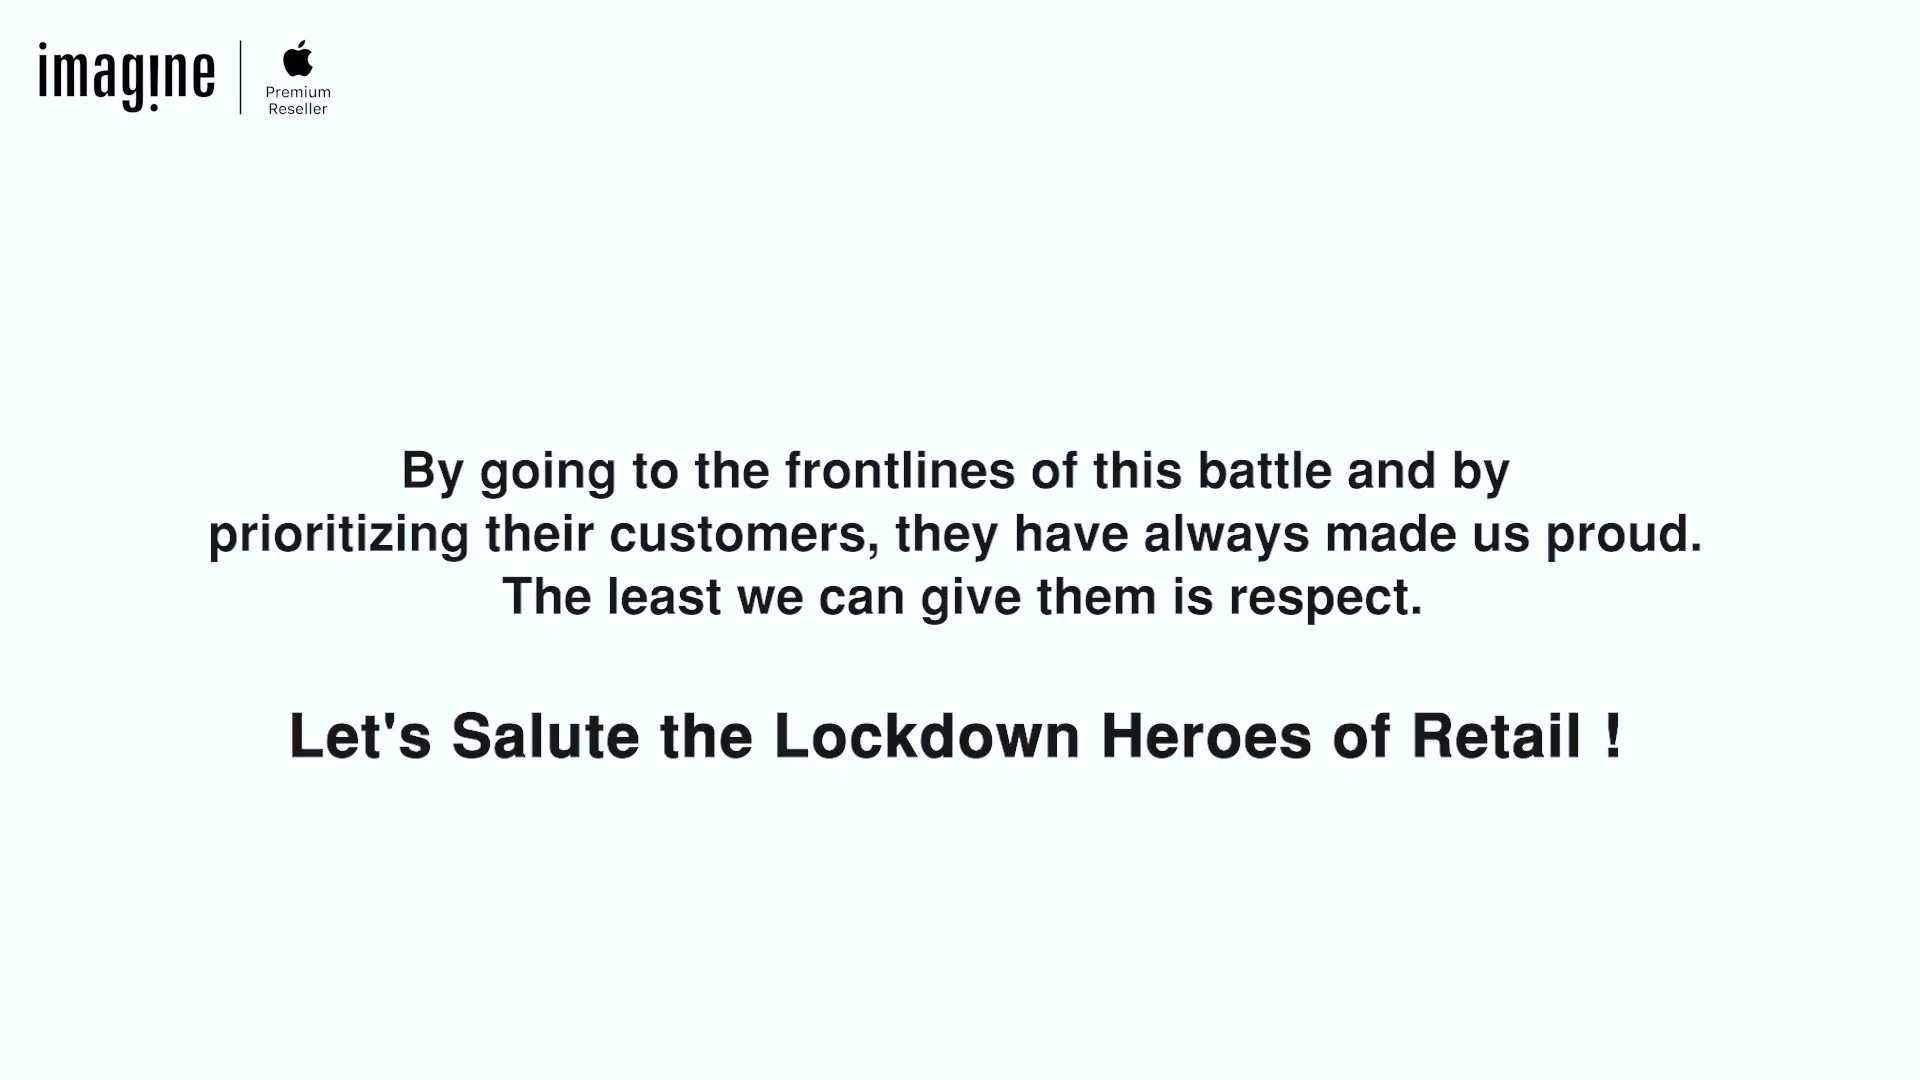 imagine
Premium
Reseller
By going to the frontlines of this battle and by
prioritizing their customers, they have always made us proud.
The least we can give them is respect.
Let's Salute the Lockdown Heroes of Retail !